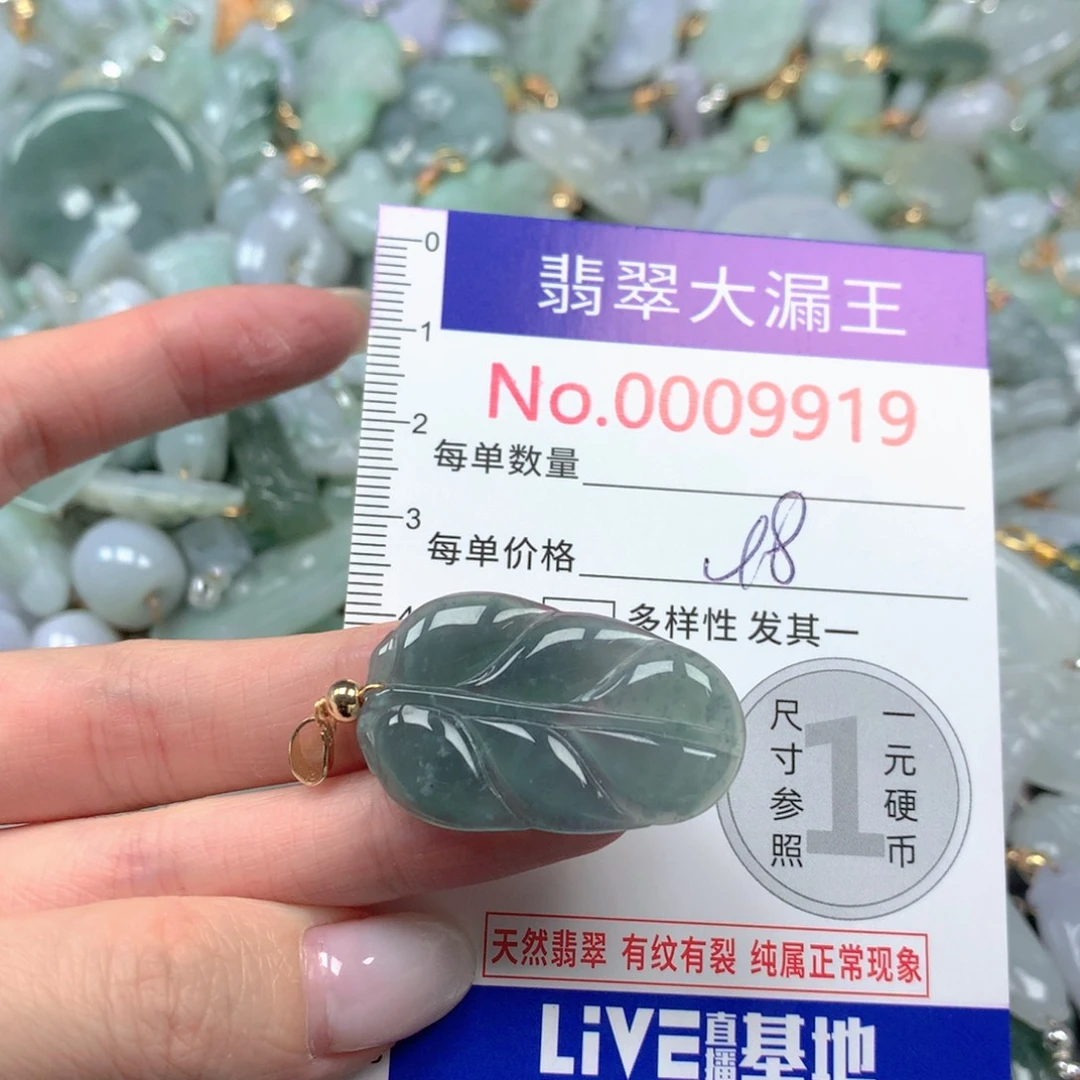 0
翡翠大漏王
1
No.0009919
2
每单数量
3
每单价格 18
4
多样性 发其一
尺寸参照
1
一元硬币
天然翡翠 有纹有裂 纯属正常现象
LiVE直播基地